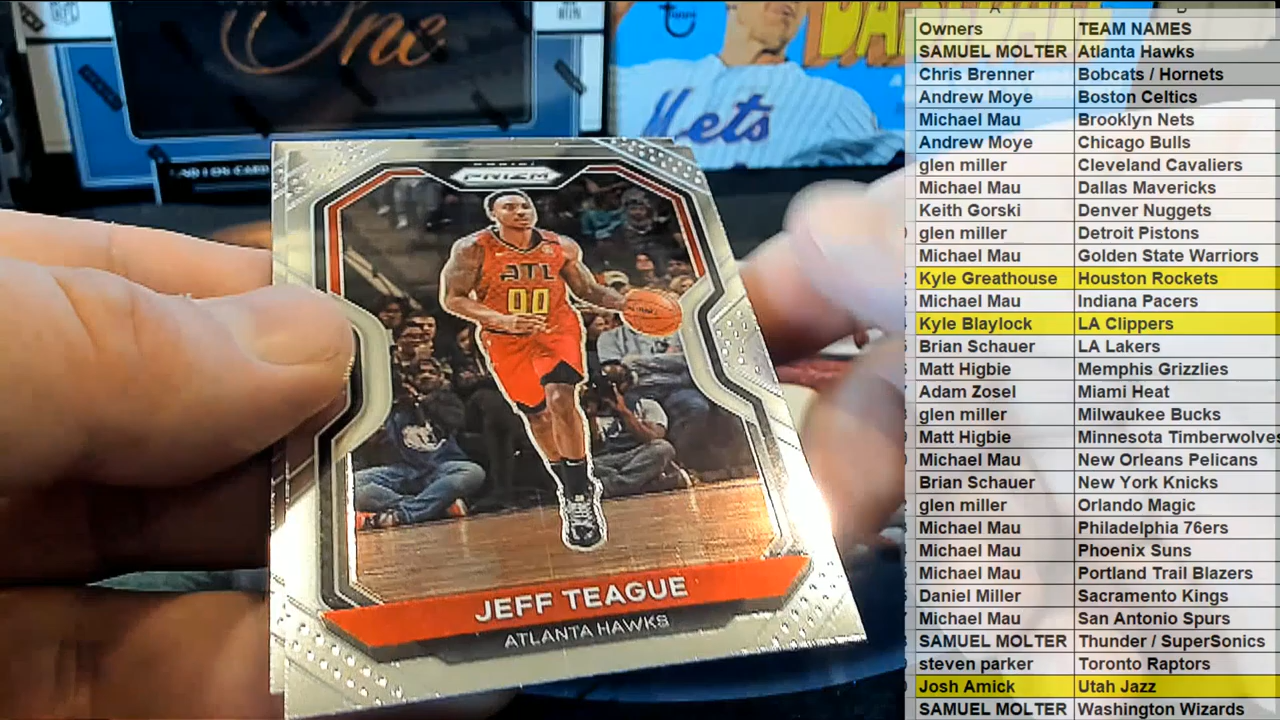 One
Mets
PRIZM
ATL
00
JEFF TEAGUE
ATLANTA HAWKS
A B
Owners TEAM NAMES
SAMUEL MOLTER Atlanta Hawks
Chris Brenner Bobcats / Hornets
Andrew Moye Boston Celtics
Michael Mau Brooklyn Nets
Andrew Moye Chicago Bulls
glen miller Cleveland Cavaliers
Michael Mau Dallas Mavericks
Keith Gorski Denver Nuggets
glen miller Detroit Pistons
Michael Mau Golden State Warriors
Kyle Greathouse Houston Rockets
Michael Mau Indiana Pacers
Kyle Blaylock LA Clippers
Brian Schauer LA Lakers
Matt Higbie Memphis Grizzlies
Adam Zosel Miami Heat
glen miller Milwaukee Bucks
Matt Higbie Minnesota Timberwolves
Michael Mau New Orleans Pelicans
Brian Schauer New York Knicks
glen miller Orlando Magic
Michael Mau Philadelphia 76ers
Michael Mau Phoenix Suns
Michael Mau Portland Trail Blazers
Daniel Miller Sacramento Kings
Michael Mau San Antonio Spurs
SAMUEL MOLTER Thunder / SuperSonics
steven parker Toronto Raptors
Josh Amick Utah Jazz
SAMUEL MOLTER Washington Wizards